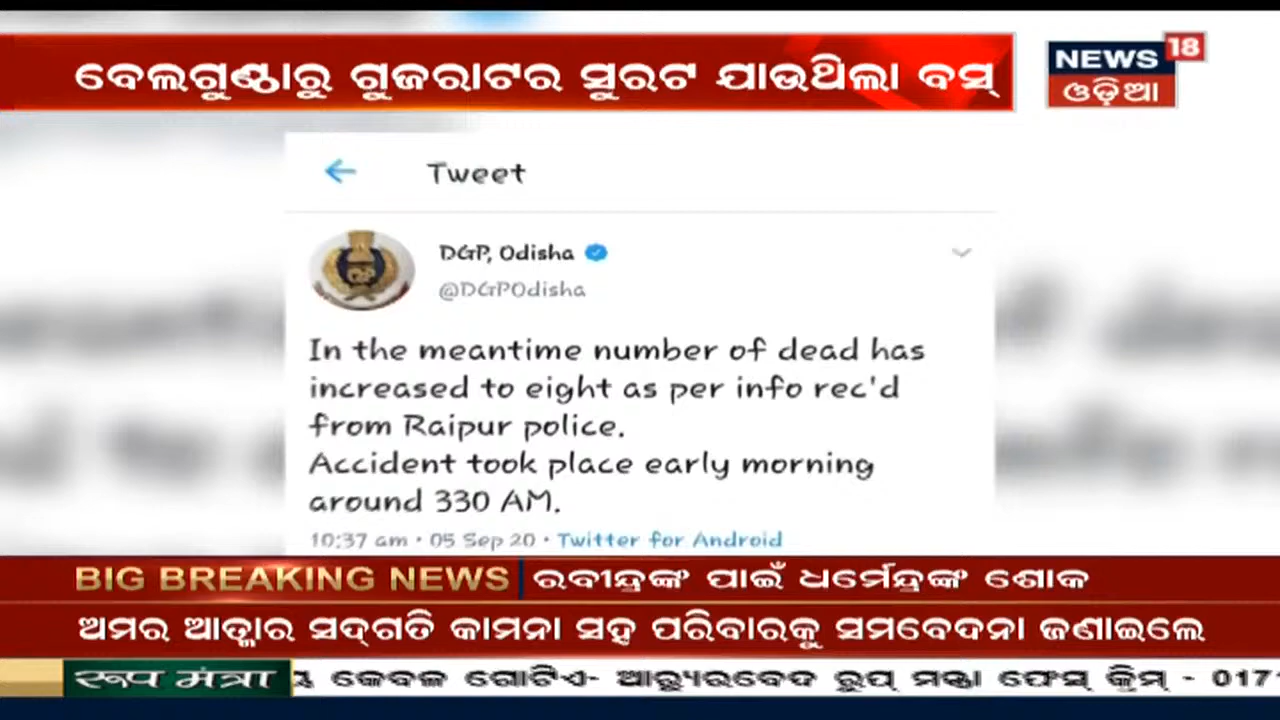 ବେଲଗୁଣ୍ଠାରୁ ଗୁଜରାଟର ସୁରଟ ଯାଉଥିଲା ବସ୍
NEWS 18
ଓଡ଼ିଆ
Tweet
DGP, Odisha
@DGPOdisha
In the meantime number of dead has
increased to eight as per info rec'd
from Raipur police.
Accident took place early morning
around 330 AM.
10:37 am · 05 Sep 20 · Twitter for Android
BIG BREAKING NEWS ରବୀନ୍ଦ୍ରଙ୍କ ପାଇଁ ଧର୍ମେନ୍ଦ୍ରଙ୍କ ଶୋକ
ଅମର ଆତ୍ମାର ସଦ୍‌ଗତି କାମନା ସହ ପରିବାରକୁ ସମବେଦନା ଜଣାଇଲେ
रूप मंत्रा କେବଳ ଗୋଟିଏ- ଆୟୁରବେଦ ରୁପ୍ ମନ୍ତ୍ରା ଫେସ୍ କ୍ରିମ୍ - 0171